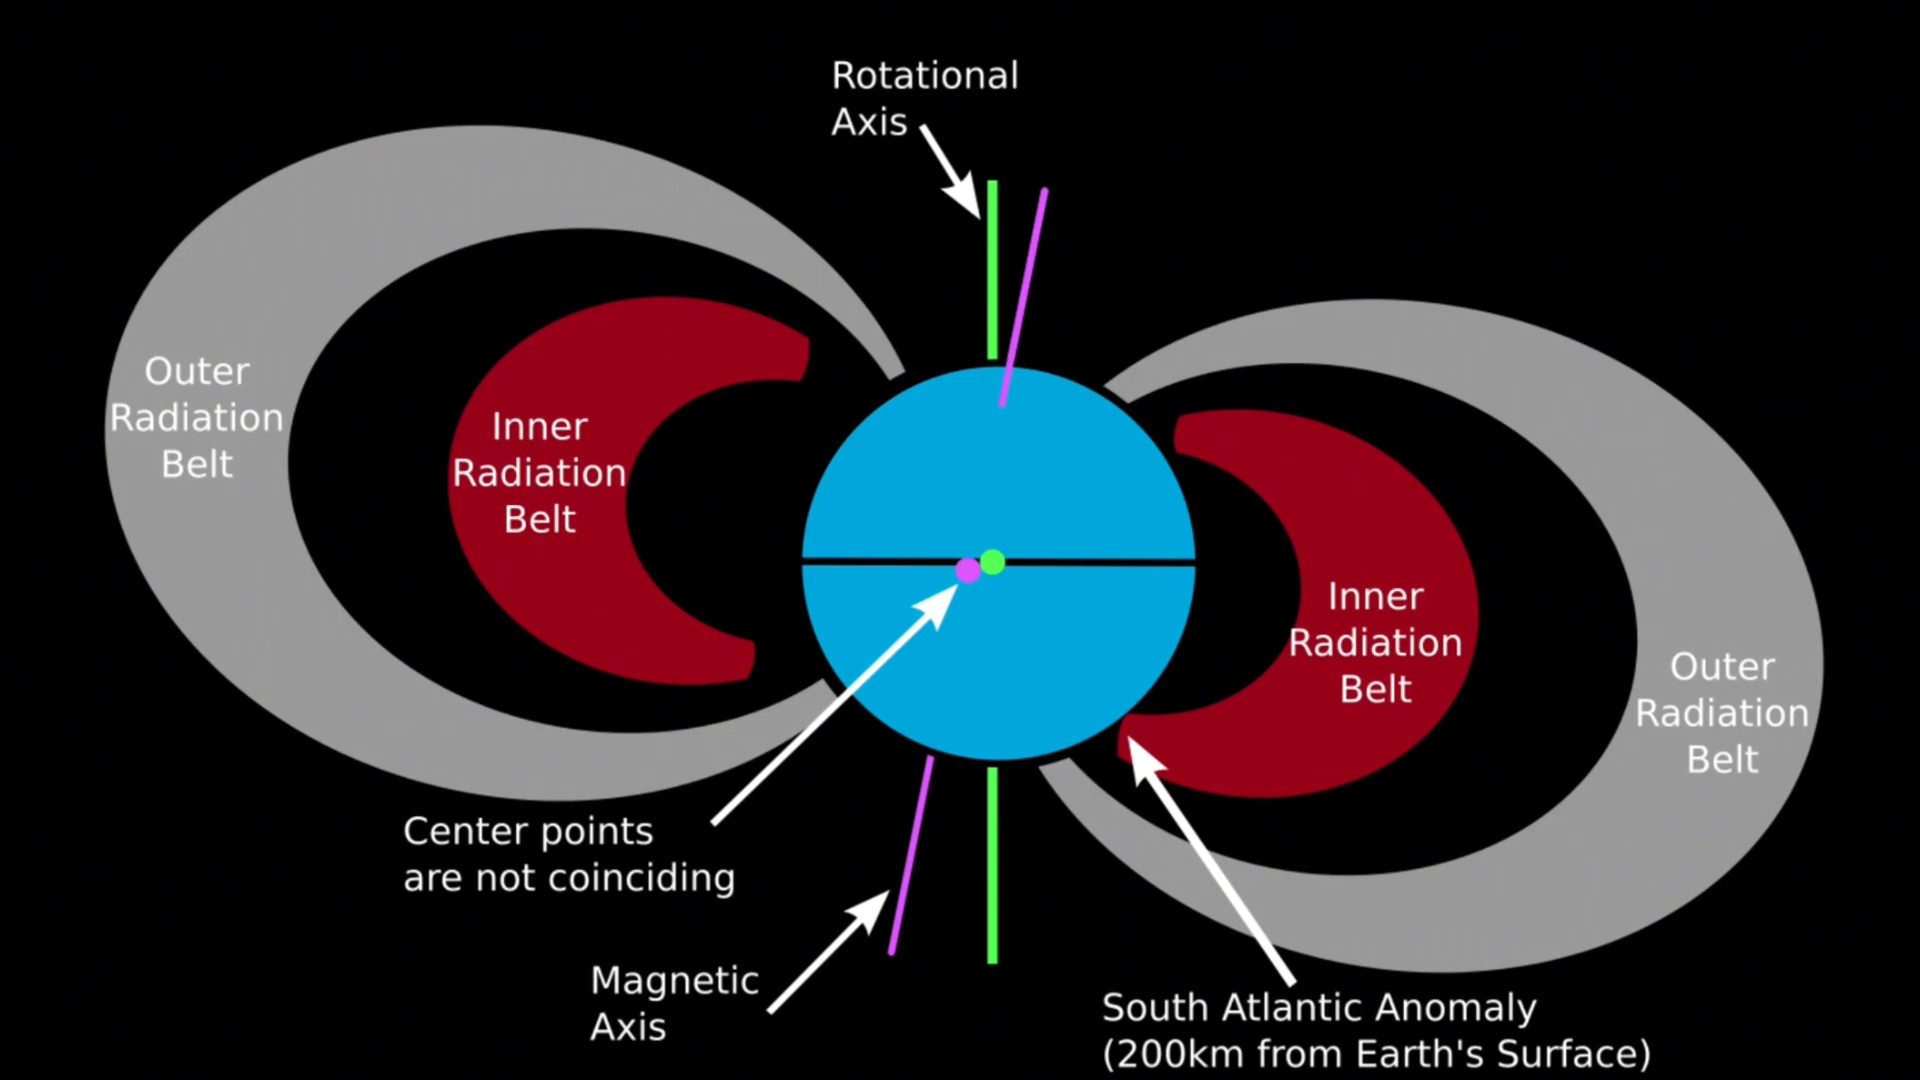 Rotational
Axis
Outer
Radiation
Belt
Inner
Radiation
Belt
Inner
Radiation
Belt
Outer
Radiation
Belt
Center points
are not coinciding
Magnetic
Axis
South Atlantic Anomaly
(200km from Earth's Surface)